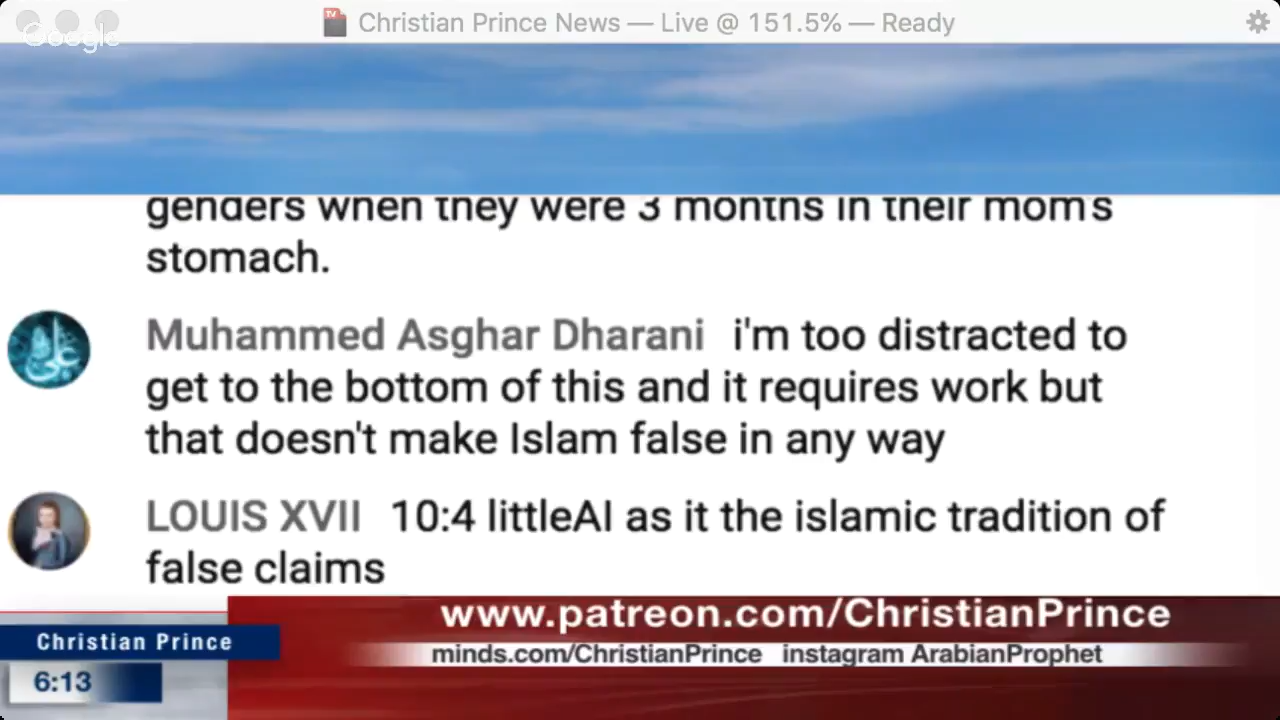 Christian Prince News — Live @ 151.5% — Ready
Google
genders when they were 3 months in their mom's
stomach.
Muhammed Asghar Dharani i'm too distracted to
get to the bottom of this and it requires work but
that doesn't make Islam false in any way
LOUIS XVII 10:4 littleAI as it the islamic tradition of
false claims
www.patreon.com/ChristianPrince
Christian Prince
minds.com/ChristianPrince instagram ArabianProphet
6:13